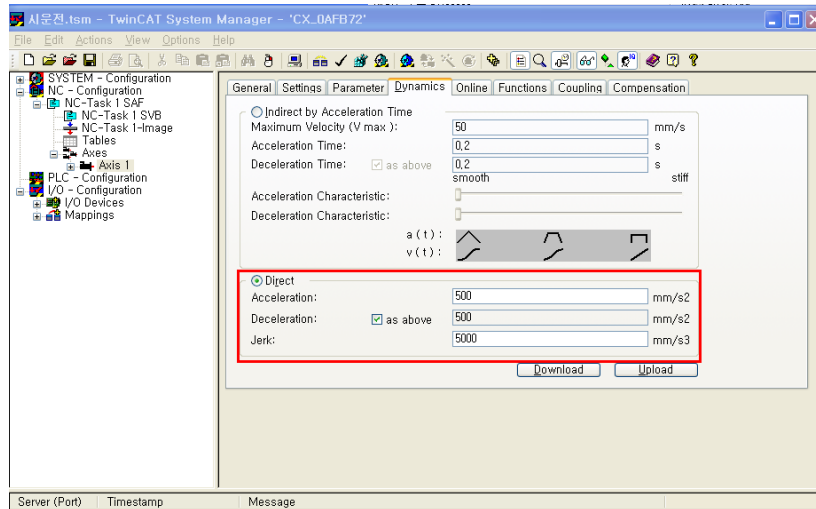 시운전.tsm - TwinCAT System Manager - 'CX_0AFB72'
File Edit Actions View Options Help
SYSTEM - Configuration
NC - Configuration
NC-Task 1 SAF
NC-Task 1 SVB
NC-Task 1-Image
Tables
Axes
Axis 1
PLC - Configuration
I/O - Configuration
I/O Devices
Mappings
General Settings Parameter Dynamics Online Functions Coupling Compensation
Indirect by Acceleration Time
Maximum Velocity (V max ): 50 mm/s
Acceleration Time: 0,2 s
Deceleration Time: as above 0,2 s
smooth stiff
Acceleration Characteristic:
Deceleration Characteristic:
a(t):
v(t):
Direct
Acceleration: 500 mm/s2
Deceleration: as above 500 mm/s2
Jerk: 5000 mm/s3
Download Upload
Server (Port) Timestamp Message